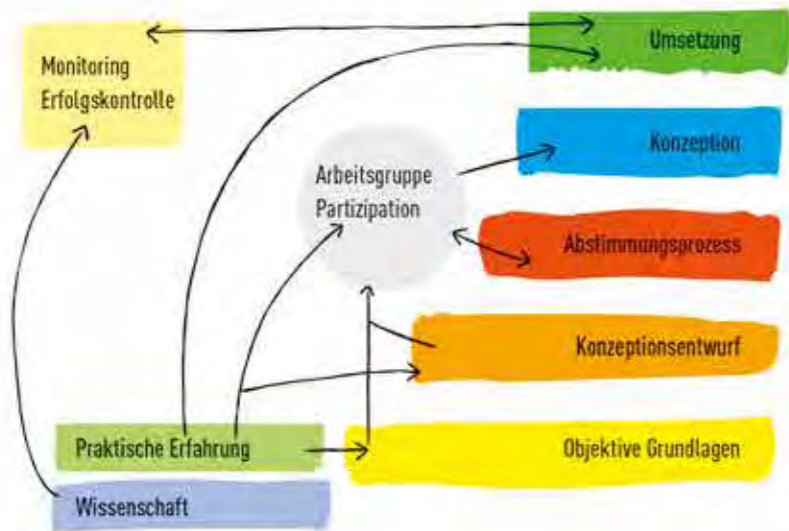 Umsetzung
Monitoring
Erfolgskontrolle
Konzeption
Arbeitsgruppe
Partizipation
Abstimmungsprozess
Konzeptionsentwurf
Praktische Erfahrung
Objektive Grundlagen
Wissenschaft